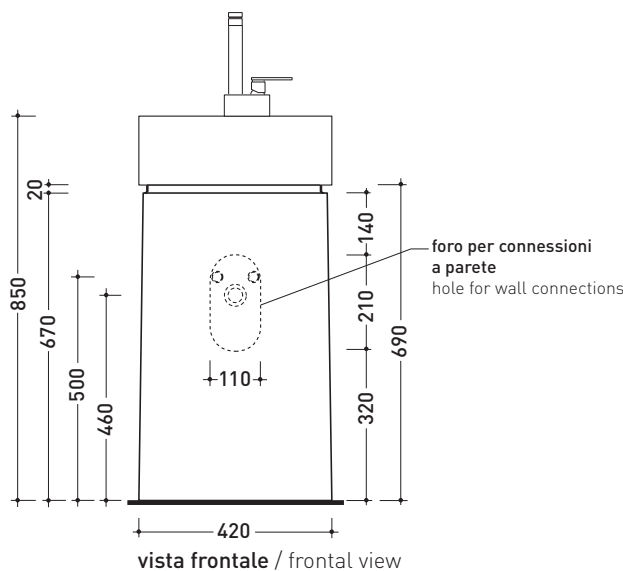 850
20
670
500
460
140
210
320
690
110
foro per connessioni
a parete
hole for wall connections
420
vista frontale / frontal view